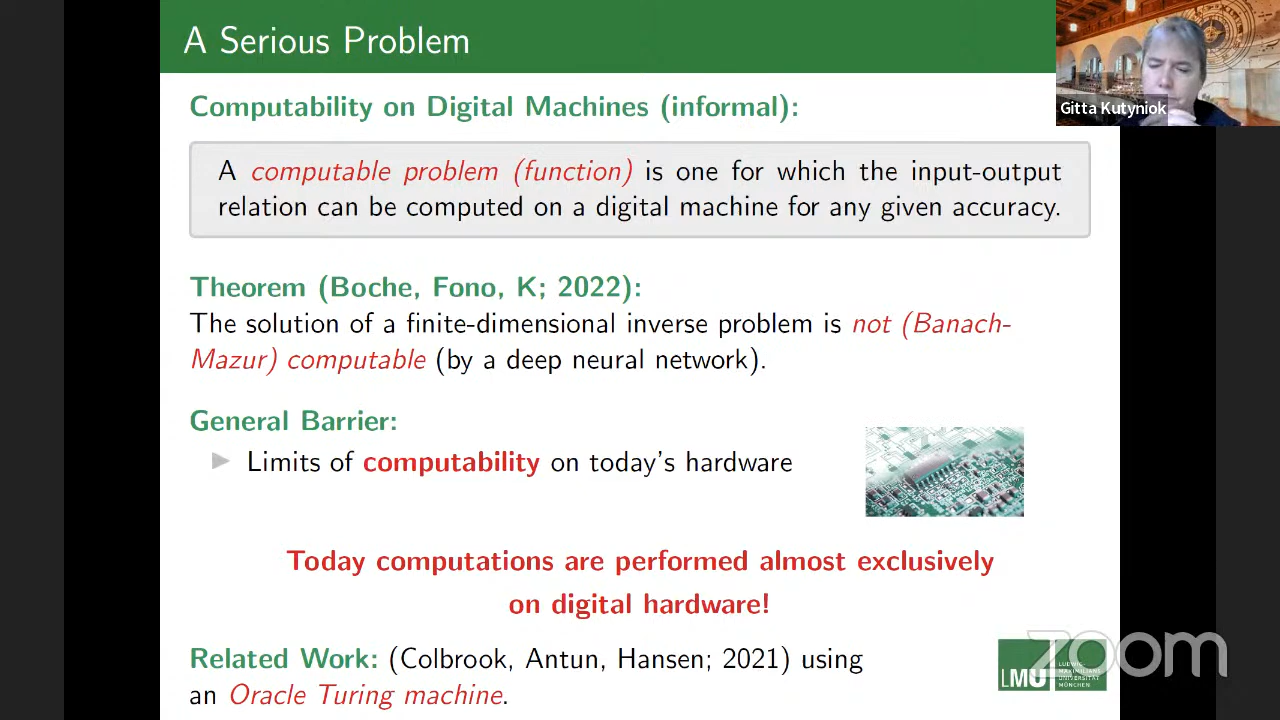 A Serious Problem
Gitta Kutyniok
Computability on Digital Machines (informal):
A computable problem (function) is one for which the input-output
relation can be computed on a digital machine for any given accuracy.
Theorem (Boche, Fono, K; 2022):
The solution of a finite-dimensional inverse problem is not (Banach-
Mazur) computable (by a deep neural network).
General Barrier:
Limits of computability on today's hardware
Today computations are performed almost exclusively
on digital hardware!
Related Work: (Colbrook, Antun, Hansen; 2021) using
an Oracle Turing machine.
zoom
LMU
LUDWIG-
MAXIMILIANS-
UNIVERSITÄT
MÜNCHEN